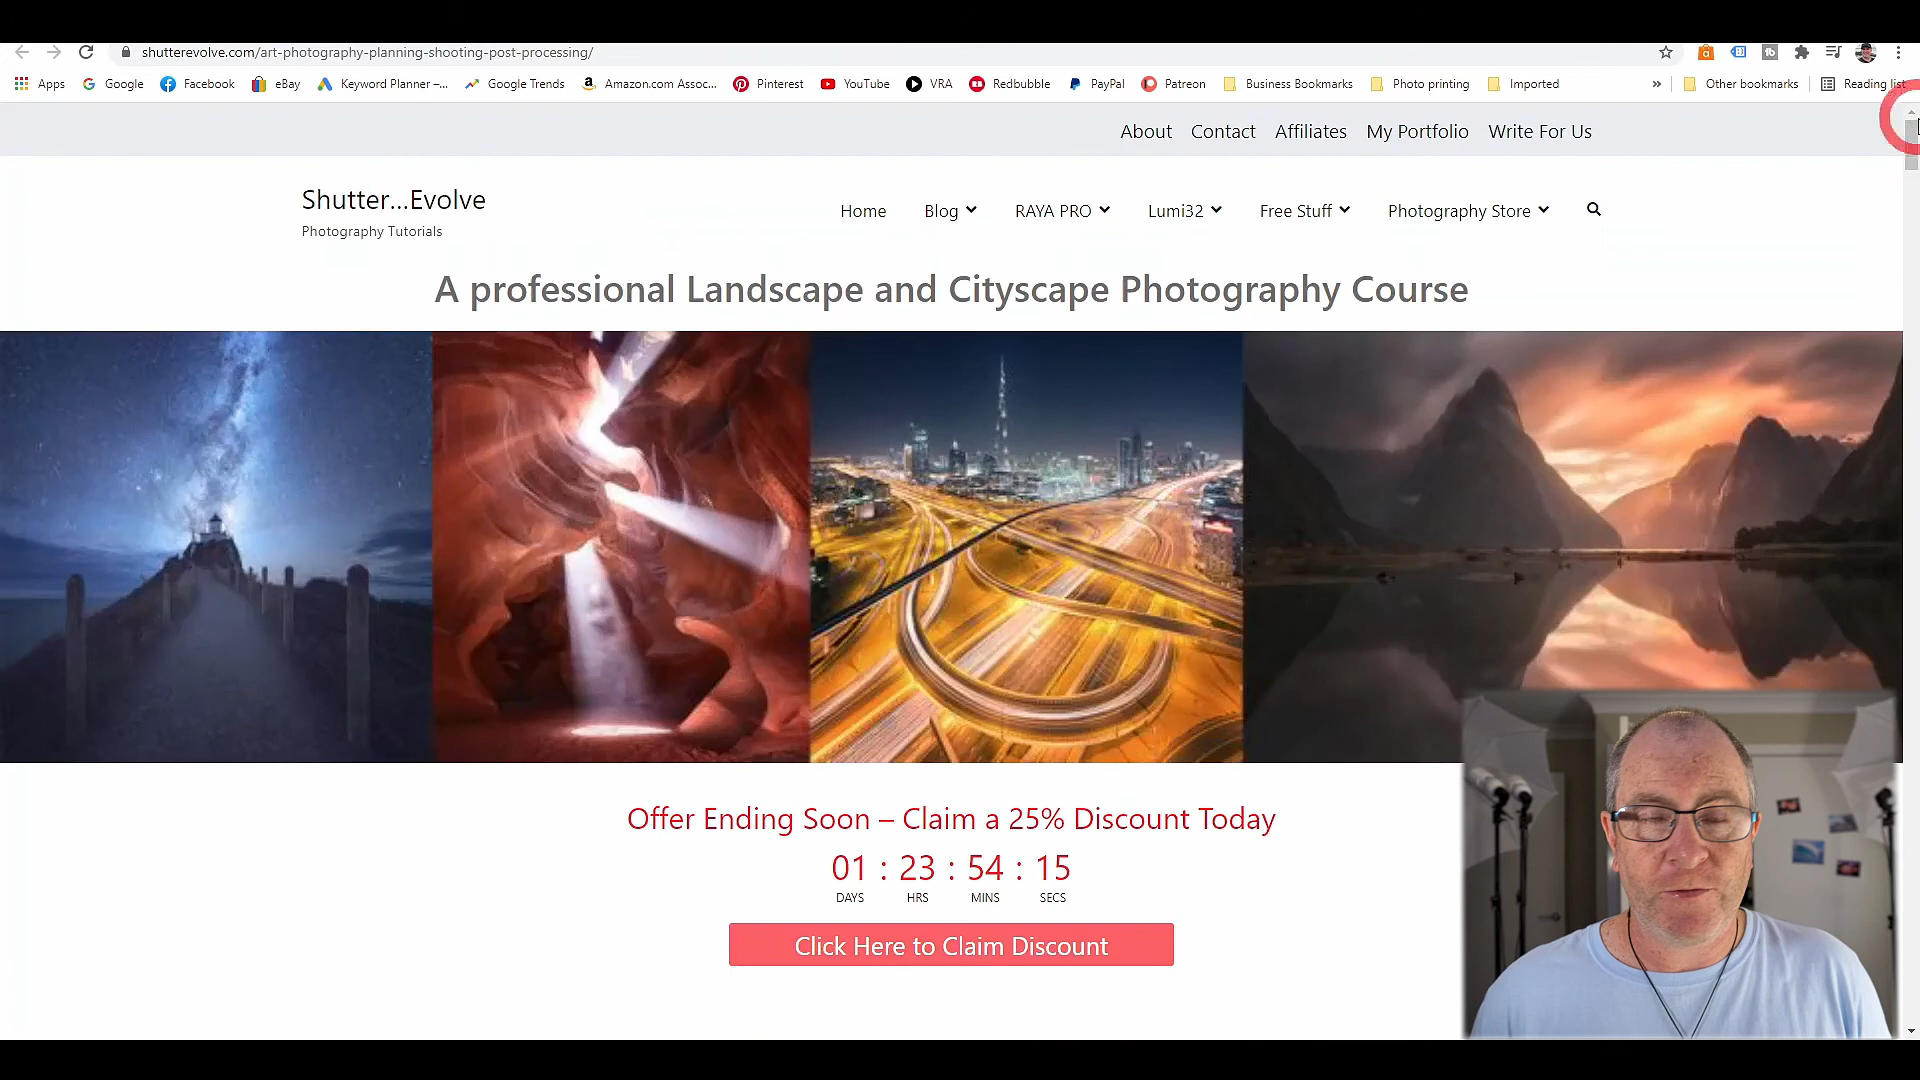 shutterevolve.com/art-photography-planning-shooting-post-processing/
Apps Google Facebook eBay Keyword Planner –... Google Trends Amazon.com Assoc... Pinterest YouTube VRA Redbubble PayPal Patreon Business Bookmarks Photo printing Imported » Other bookmarks Reading list
About Contact Affiliates My Portfolio Write For Us
Shutter...Evolve
Photography Tutorials
Home Blog RAYA PRO Lumi32 Free Stuff Photography Store
A professional Landscape and Cityscape Photography Course
Offer Ending Soon – Claim a 25% Discount Today
01 : 23 : 54 : 15
DAYS HRS MINS SECS
Click Here to Claim Discount